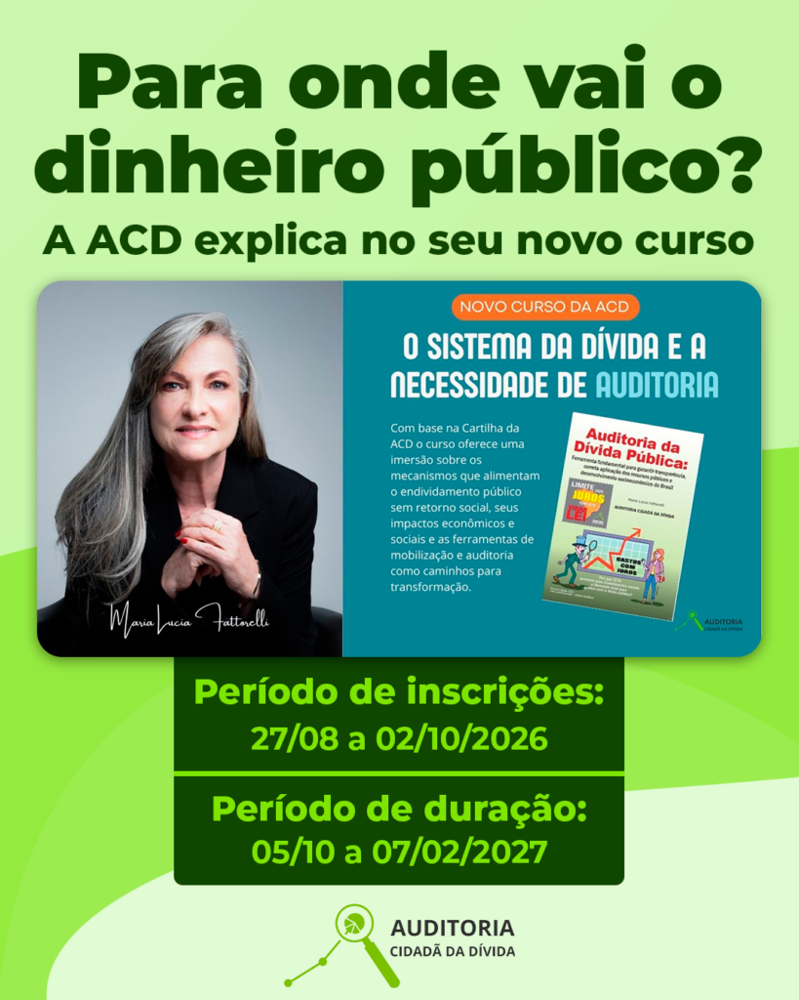 Para onde vai o
dinheiro público?
A ACD explica no seu novo curso
Maria Lucia Fattorelli
NOVO CURSO DA ACD
O SISTEMA DA DÍVIDA E A
NECESSIDADE DE AUDITORIA
Com base na Cartilha da
ACD o curso oferece uma
imersão sobre os
mecanismos que alimentam
o endividamento público
sem retorno social, seus
impactos econômicos e
sociais e as ferramentas de
mobilização e auditoria
como caminhos para
transformação.
Auditoria da
Dívida Pública:
Ferramenta fundamental para garantir transparência,
correta aplicação dos recursos públicos e
desenvolvimento socioeconômico do Brasil
Maria Lucia Fattorelli
AUDITORIA CIDADÃ DA DÍVIDA
LIMITE
JUROS
LEI
GASTOS
COM
JUROS
AUDITORIA
CIDADÃ DA DÍVIDA
Período de inscrições:
27/08 a 02/10/2026
Período de duração:
05/10 a 07/02/2027
AUDITORIA
CIDADÃ DA DÍVIDA